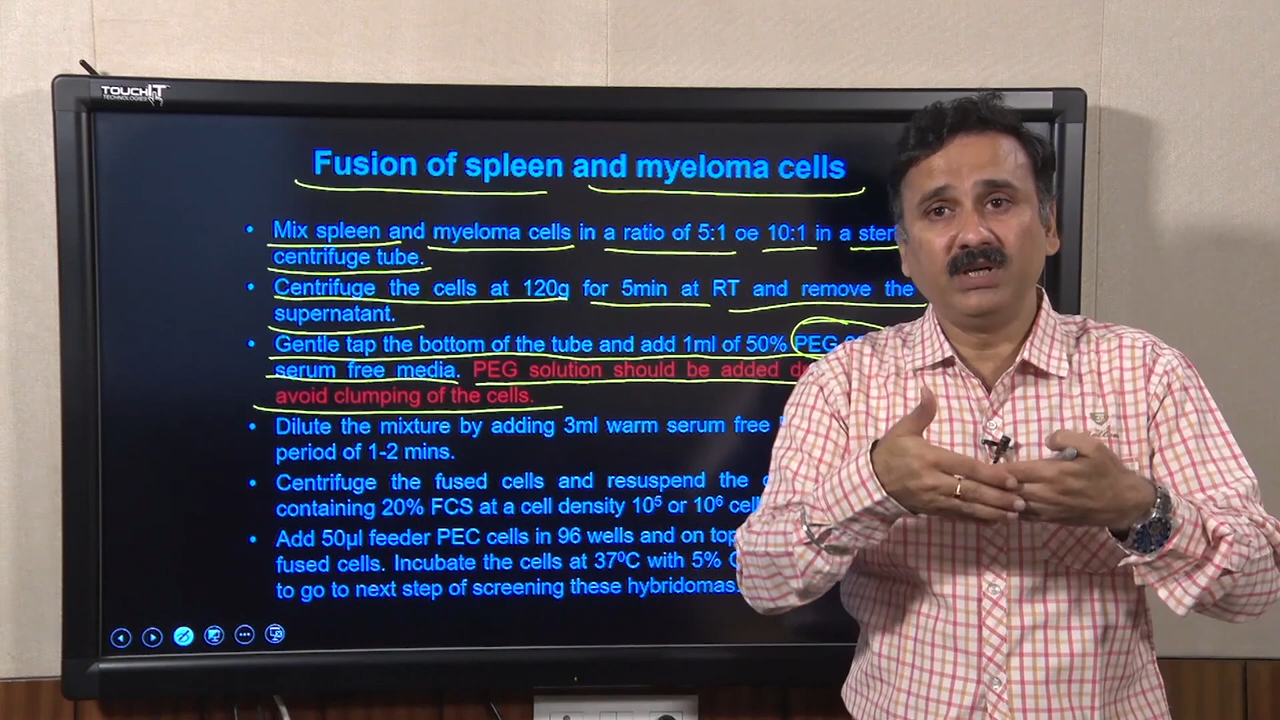 TOUCHIT
TECHNOLOGIES
Fusion of spleen and myeloma cells
• Mix spleen and myeloma cells in a ratio of 5:1 oe 10:1 in a
centrifuge tube.
• Centrifuge the cells at 120g for 5min at RT and remove the
supernatant.
• Gentle tap the bottom of the tube and add 1ml of 50% PEG
serum free media. PEG solution should be added
avoid clumping of the cells.
• Dilute the mixture by adding 3ml warm serum free
period of 1-2 mins.
• Centrifuge the fused cells and resuspend the
containing 20% FCS at a cell density 10⁵ or 10⁶
• Add 50µl feeder PEC cells in 96 wells and on top
fused cells. Incubate the cells at 37⁰C with 5%
to go to next step of screening these hybridomas.